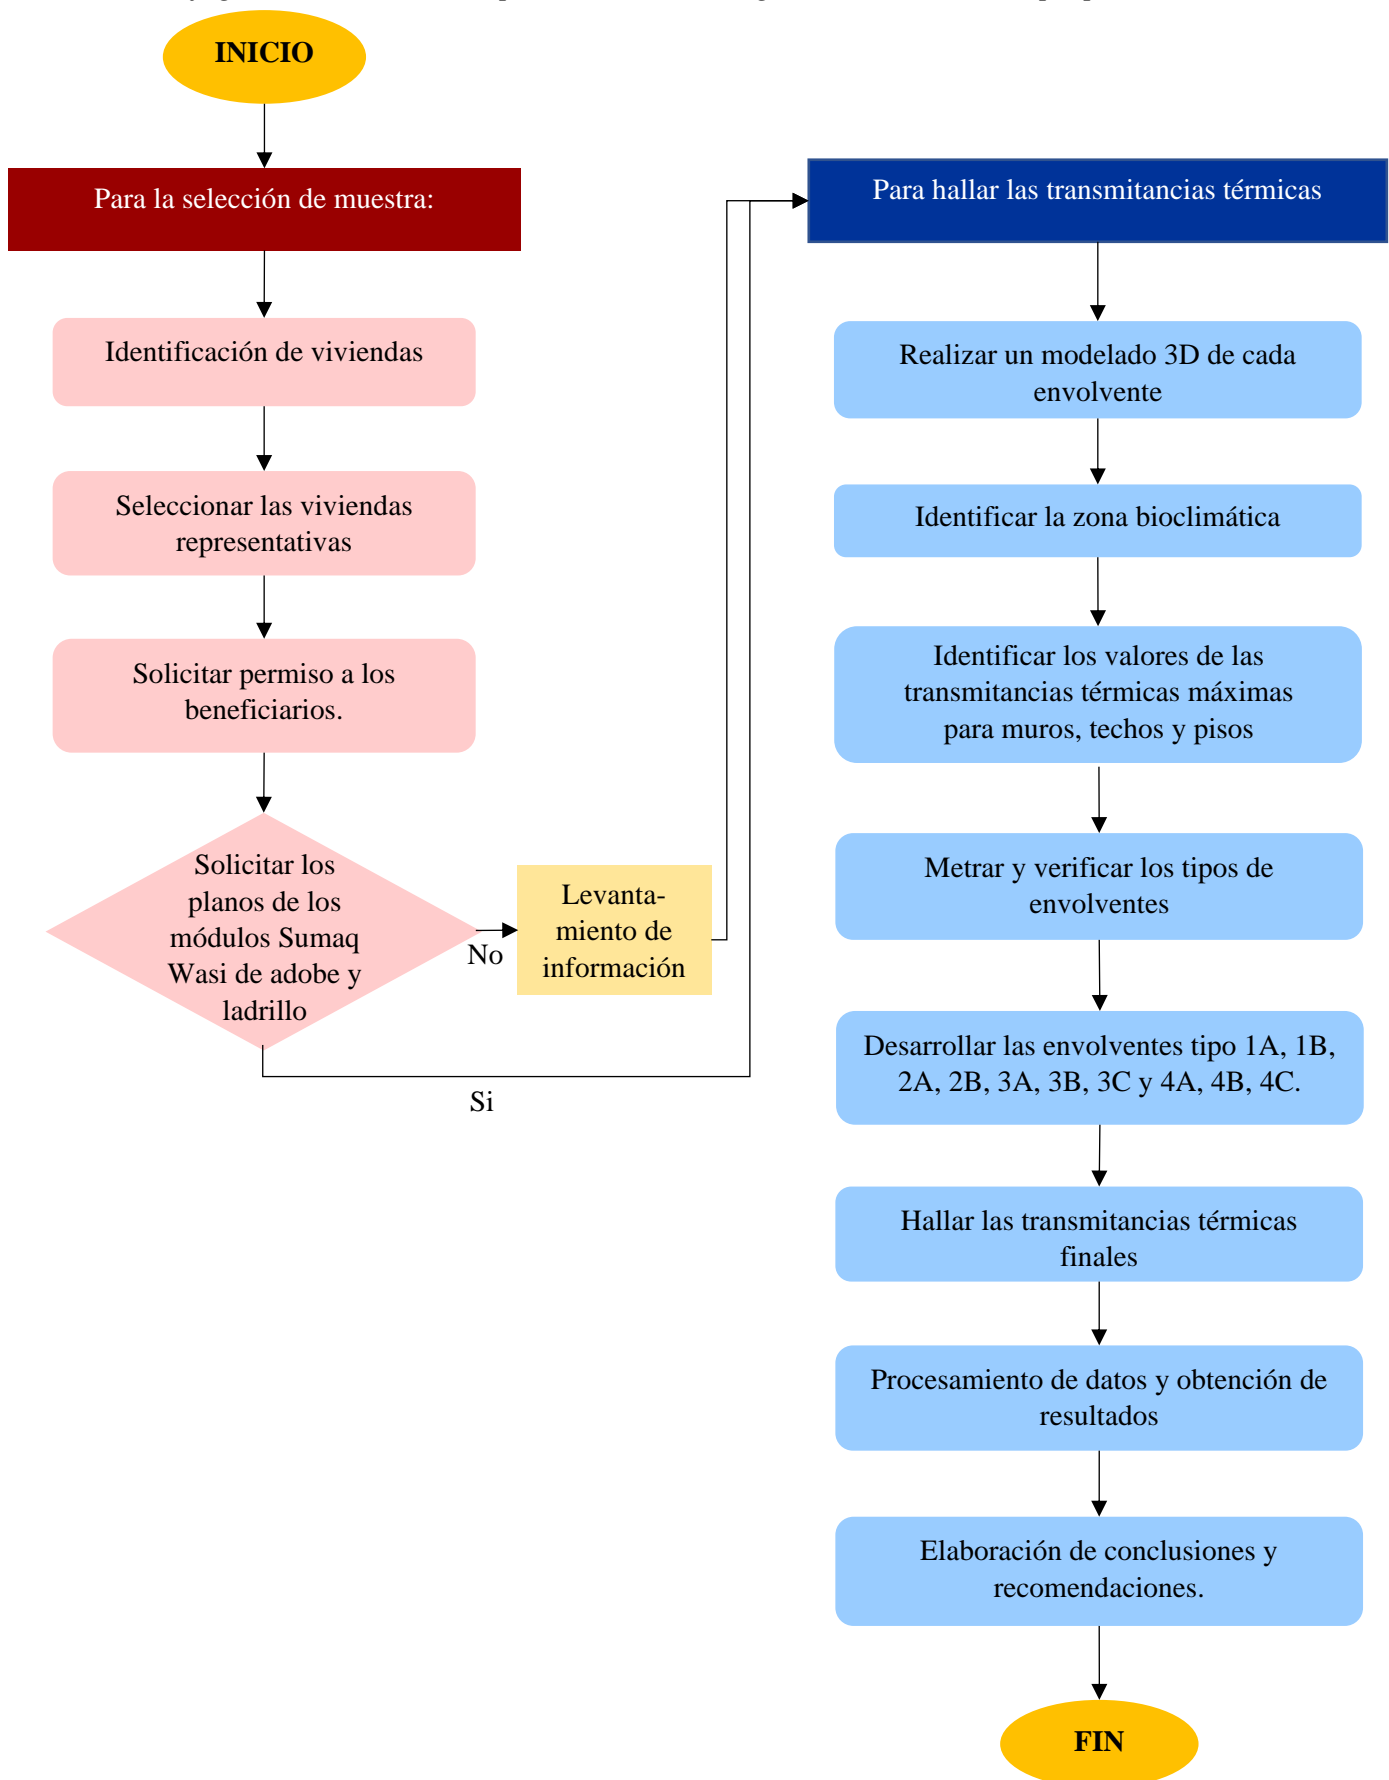 INICIO
Para la selección de muestra:
Identificación de viviendas
Seleccionar las viviendas
representativas
Solicitar permiso a los
beneficiarios.
Solicitar los
planos de los
módulos Sumaq
Wasi de adobe y
ladrillo
No
Levanta-
miento de
información
Si
Para hallar las transmitancias térmicas
Realizar un modelado 3D de cada
envolvente
Identificar la zona bioclimática
Identificar los valores de las
transmitancias térmicas máximas
para muros, techos y pisos
Metrar y verificar los tipos de
envolventes
Desarrollar las envolventes tipo 1A, 1B,
2A, 2B, 3A, 3B, 3C y 4A, 4B, 4C.
Hallar las transmitancias térmicas
finales
Procesamiento de datos y obtención de
resultados
Elaboración de conclusiones y
recomendaciones.
FIN